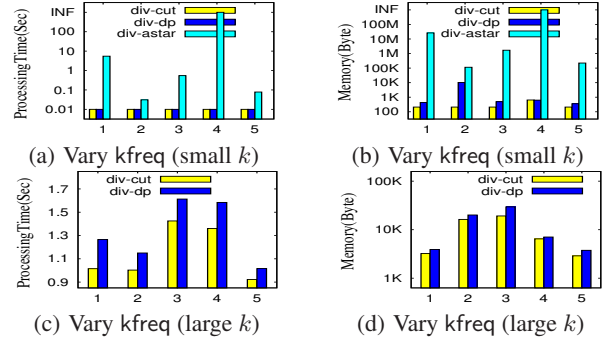 ProcessingTime(Sec)
INF
100
10
1
0.1
0.01
div-cut
div-dp
div-astar
1 2 3 4 5
(a) Vary kfreq (small k)
Memory(Byte)
INF
100M
10M
1M
100K
10K
1K
100
div-cut
div-dp
div-astar
1 2 3 4 5
(b) Vary kfreq (small k)
ProcessingTime(Sec)
1.7
1.5
1.3
1.1
0.9
div-cut
div-dp
1 2 3 4 5
(c) Vary kfreq (large k)
Memory(Byte)
100K
10K
1K
div-cut
div-dp
1 2 3 4 5
(d) Vary kfreq (large k)